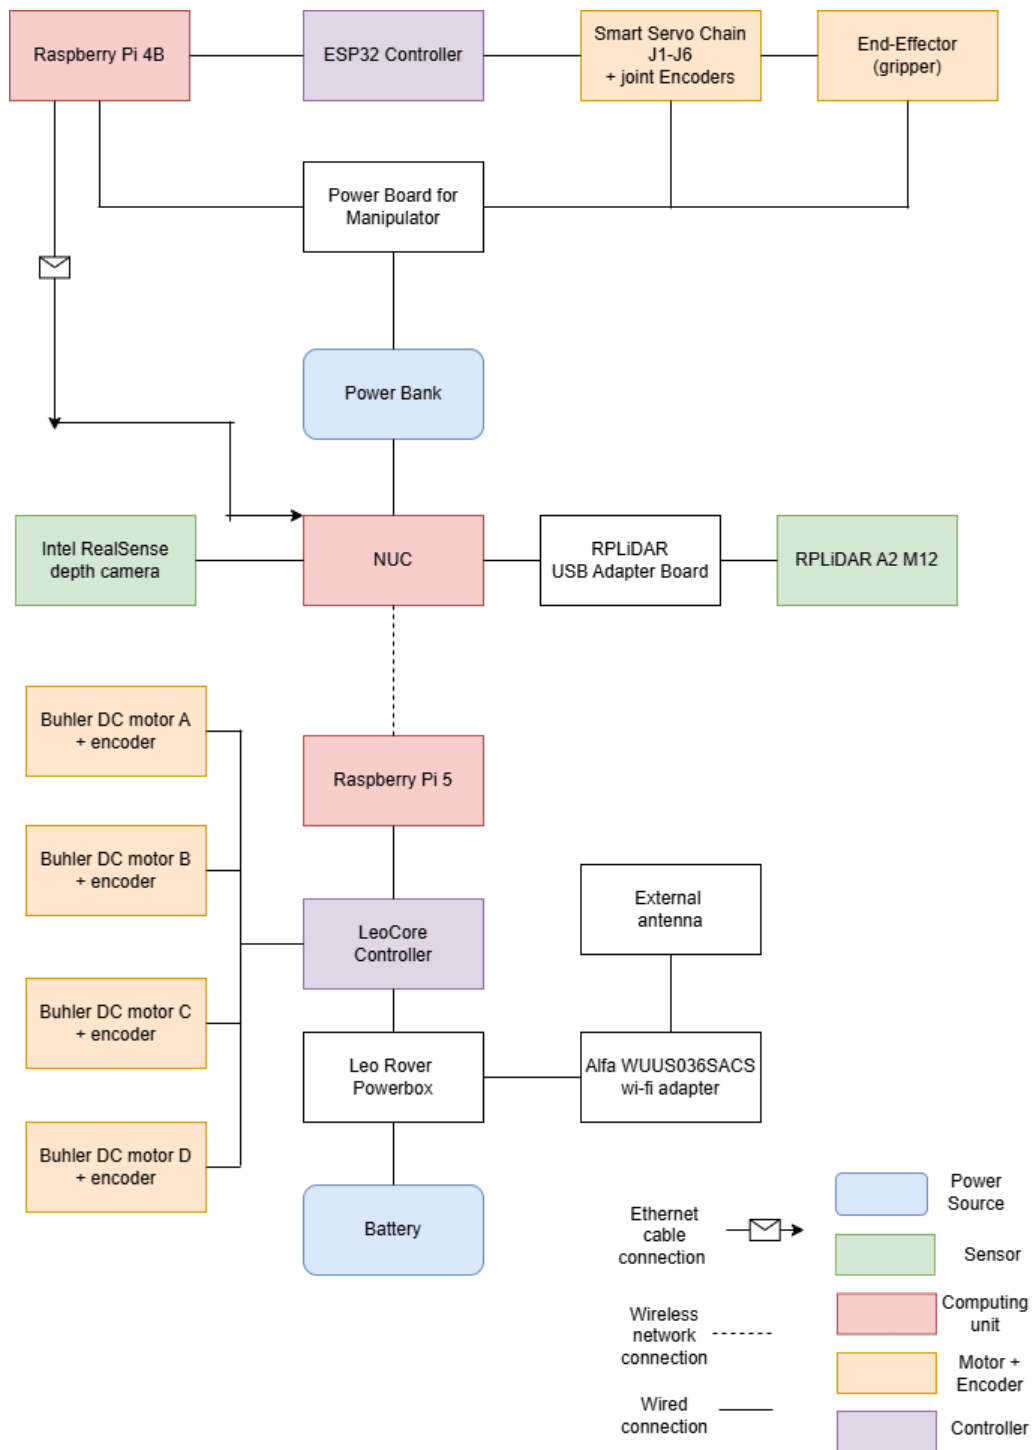 Raspberry Pi 4B
ESP32 Controller
Smart Servo Chain
J1-J6
+ joint Encoders
End-Effector
(gripper)
Power Board for
Manipulator
Power Bank
Intel RealSense
depth camera
NUC
RPLiDAR
USB Adapter Board
RPLiDAR A2 M12
Buhler DC motor A
+ encoder
Raspberry Pi 5
Buhler DC motor B
+ encoder
External
antenna
LeoCore
Controller
Buhler DC motor C
+ encoder
Leo Rover
Powerbox
Alfa WUUS036SACS
wi-fi adapter
Buhler DC motor D
+ encoder
Battery
Power
Source
Ethernet
cable
connection
Sensor
Computing
unit
Wireless
network
connection
Motor +
Encoder
Wired
connection
Controller